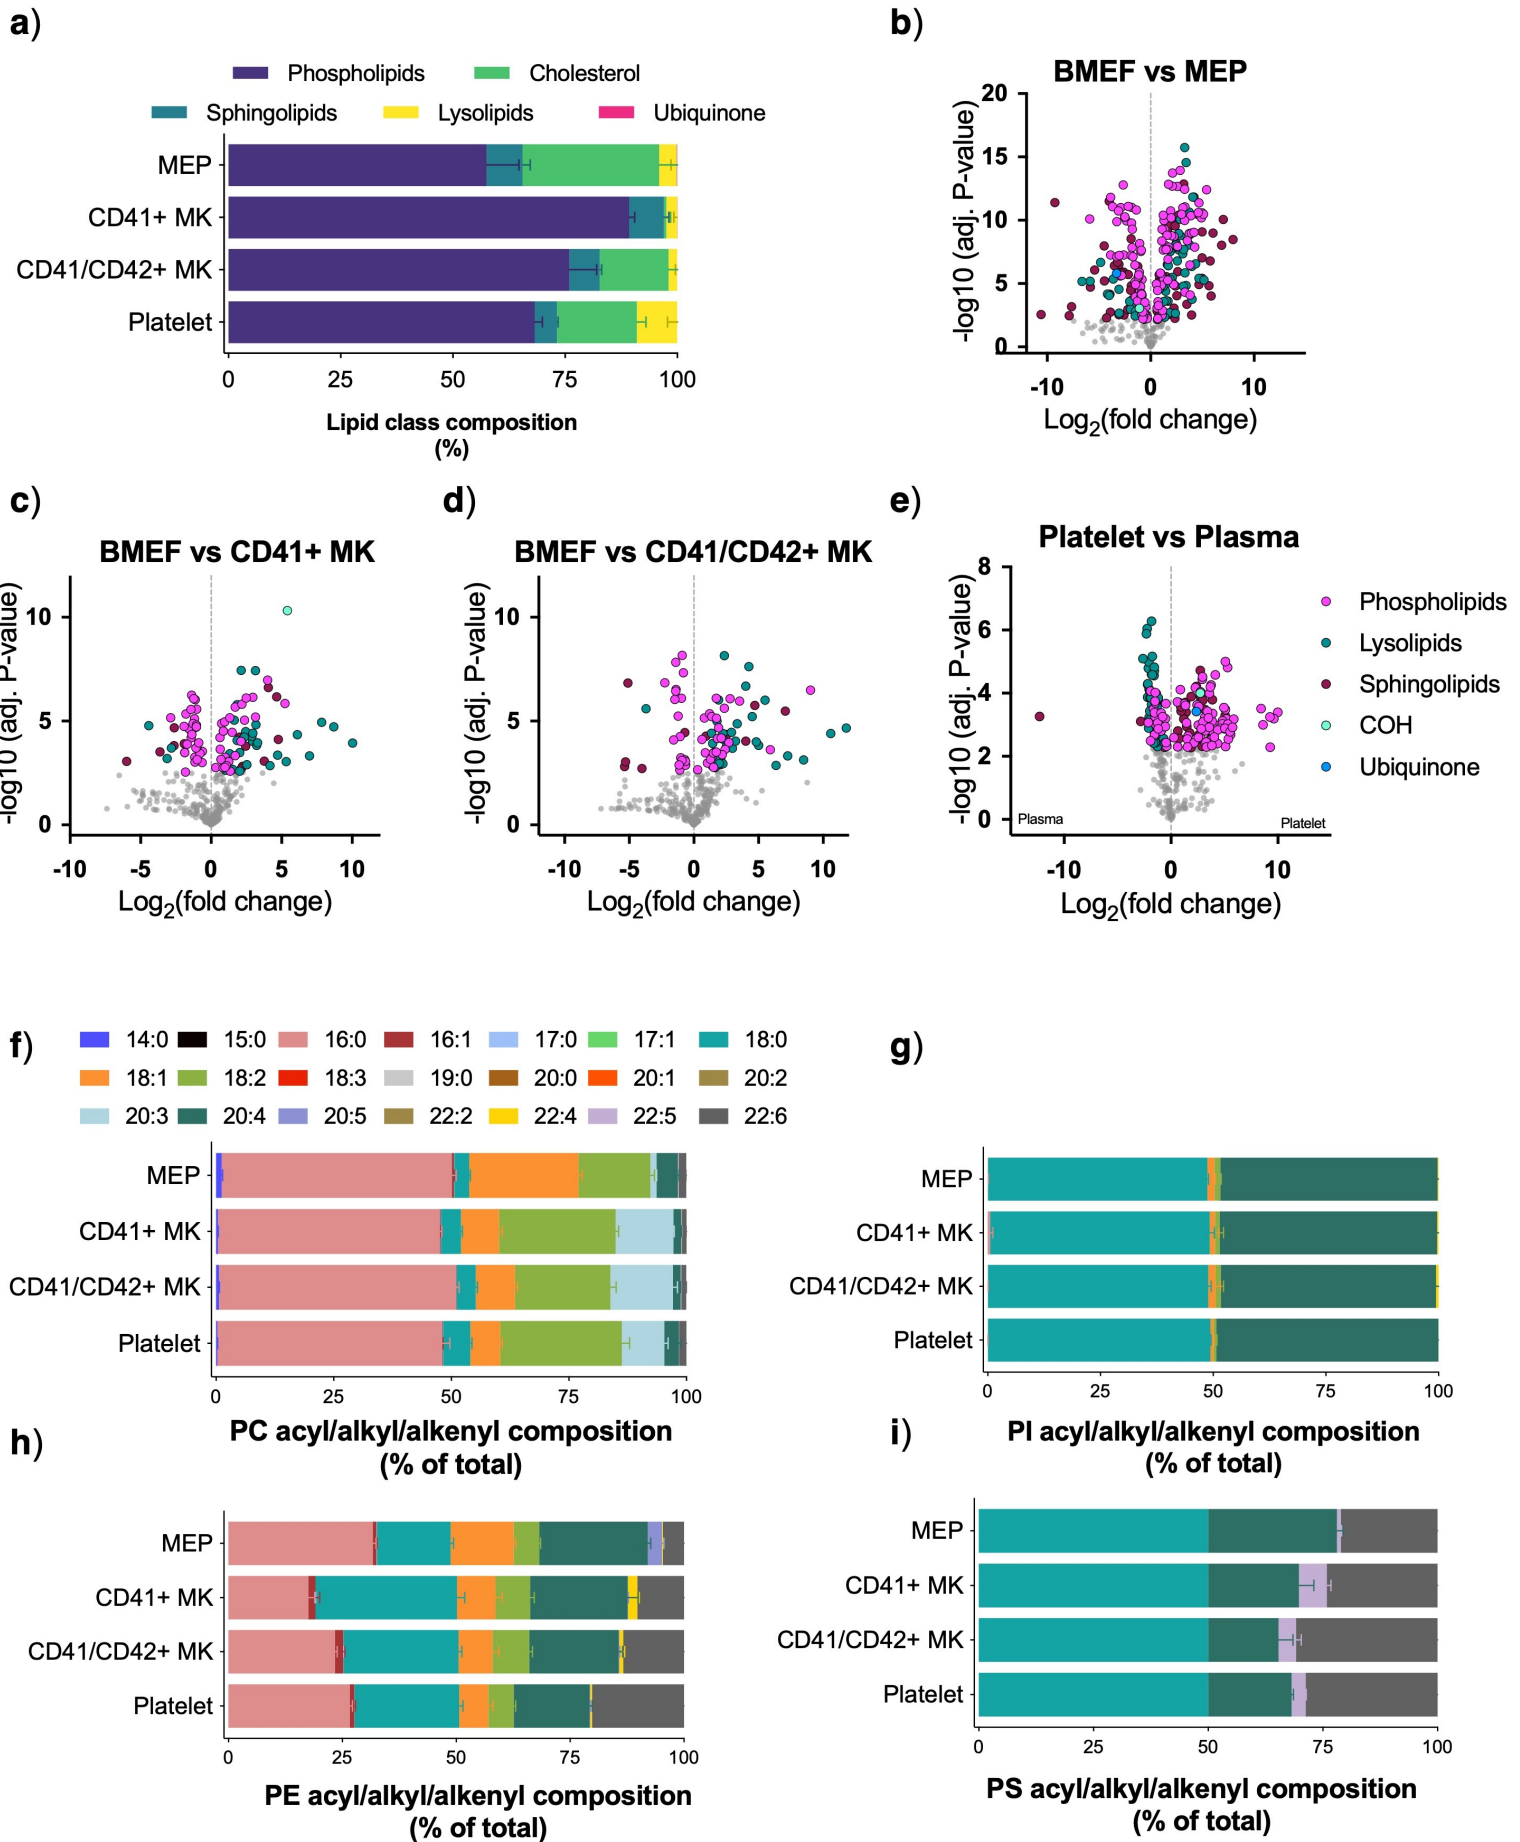 a)
Phospholipids Cholesterol
Sphingolipids Lysolipids Ubiquinone
MEP
CD41+ MK
CD41/CD42+ MK
Platelet
0 25 50 75 100
Lipid class composition
(%)
b)
BMEF vs MEP
-log10 (adj. P-value)
20
15
10
5
0
-10 0 10
Log2(fold change)
c)
BMEF vs CD41+ MK
-log10 (adj. P-value)
10
5
0
-10 -5 0 5 10
Log2(fold change)
d)
BMEF vs CD41/CD42+ MK
-log10 (adj. P-value)
10
5
0
-10 -5 0 5 10
Log2(fold change)
e)
Platelet vs Plasma
-log10 (adj. P-value)
8
6
4
2
0
Plasma Platelet
-10 0 10
Log2(fold change)
Phospholipids
Lysolipids
Sphingolipids
COH
Ubiquinone
f)
14:0 15:0 16:0 16:1 17:0 17:1 18:0
18:1 18:2 18:3 19:0 20:0 20:1 20:2
20:3 20:4 20:5 22:2 22:4 22:5 22:6
MEP
CD41+ MK
CD41/CD42+ MK
Platelet
0 25 50 75 100
PC acyl/alkyl/alkenyl composition
(% of total)
g)
MEP
CD41+ MK
CD41/CD42+ MK
Platelet
0 25 50 75 100
PI acyl/alkyl/alkenyl composition
(% of total)
h)
MEP
CD41+ MK
CD41/CD42+ MK
Platelet
0 25 50 75 100
PE acyl/alkyl/alkenyl composition
(% of total)
i)
MEP
CD41+ MK
CD41/CD42+ MK
Platelet
0 25 50 75 100
PS acyl/alkyl/alkenyl composition
(% of total)